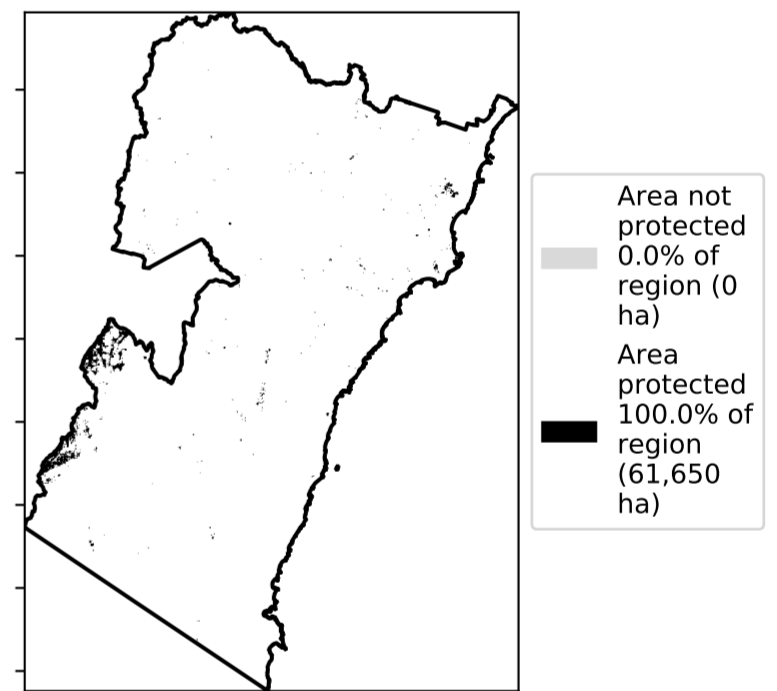 Area not
protected
0.0% of
region (0
ha)
Area
protected
100.0% of
region
(61,650
ha)